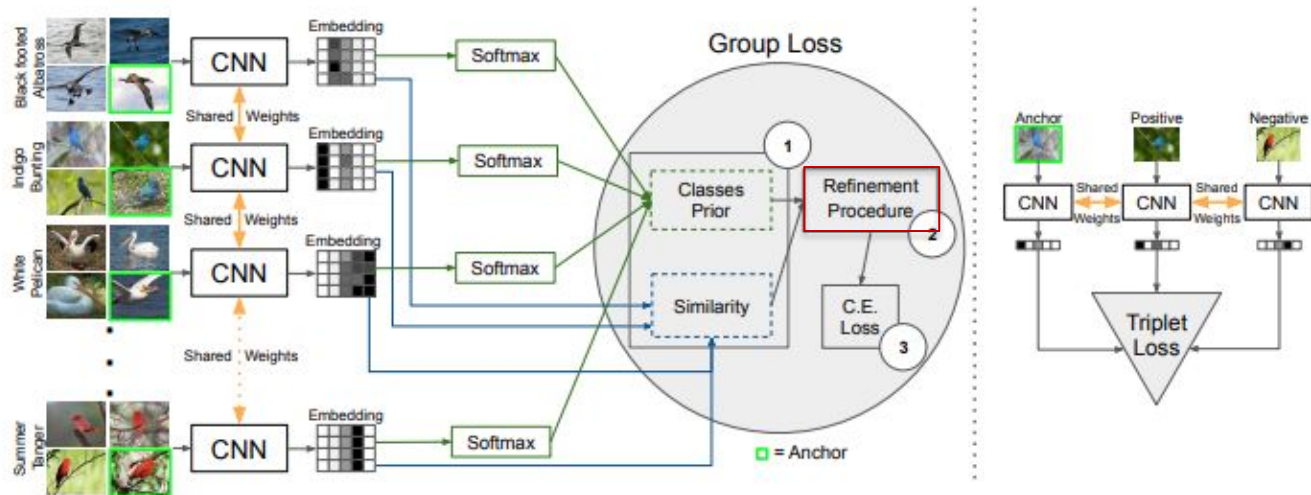 Black footed
Albatross
CNN
Embedding
Softmax
Shared Weights
Indigo
Bunting
CNN
Embedding
Softmax
Shared Weights
White
Pelican
CNN
Embedding
Softmax
Shared Weights
Summer
Tanger
CNN
Embedding
Softmax
Group Loss
1
Classes
Prior
Refinement
Procedure
2
Similarity
C.E.
Loss
3
= Anchor
Anchor
Positive
Negative
CNN
Shared
Weights
CNN
Shared
Weights
CNN
Triplet
Loss